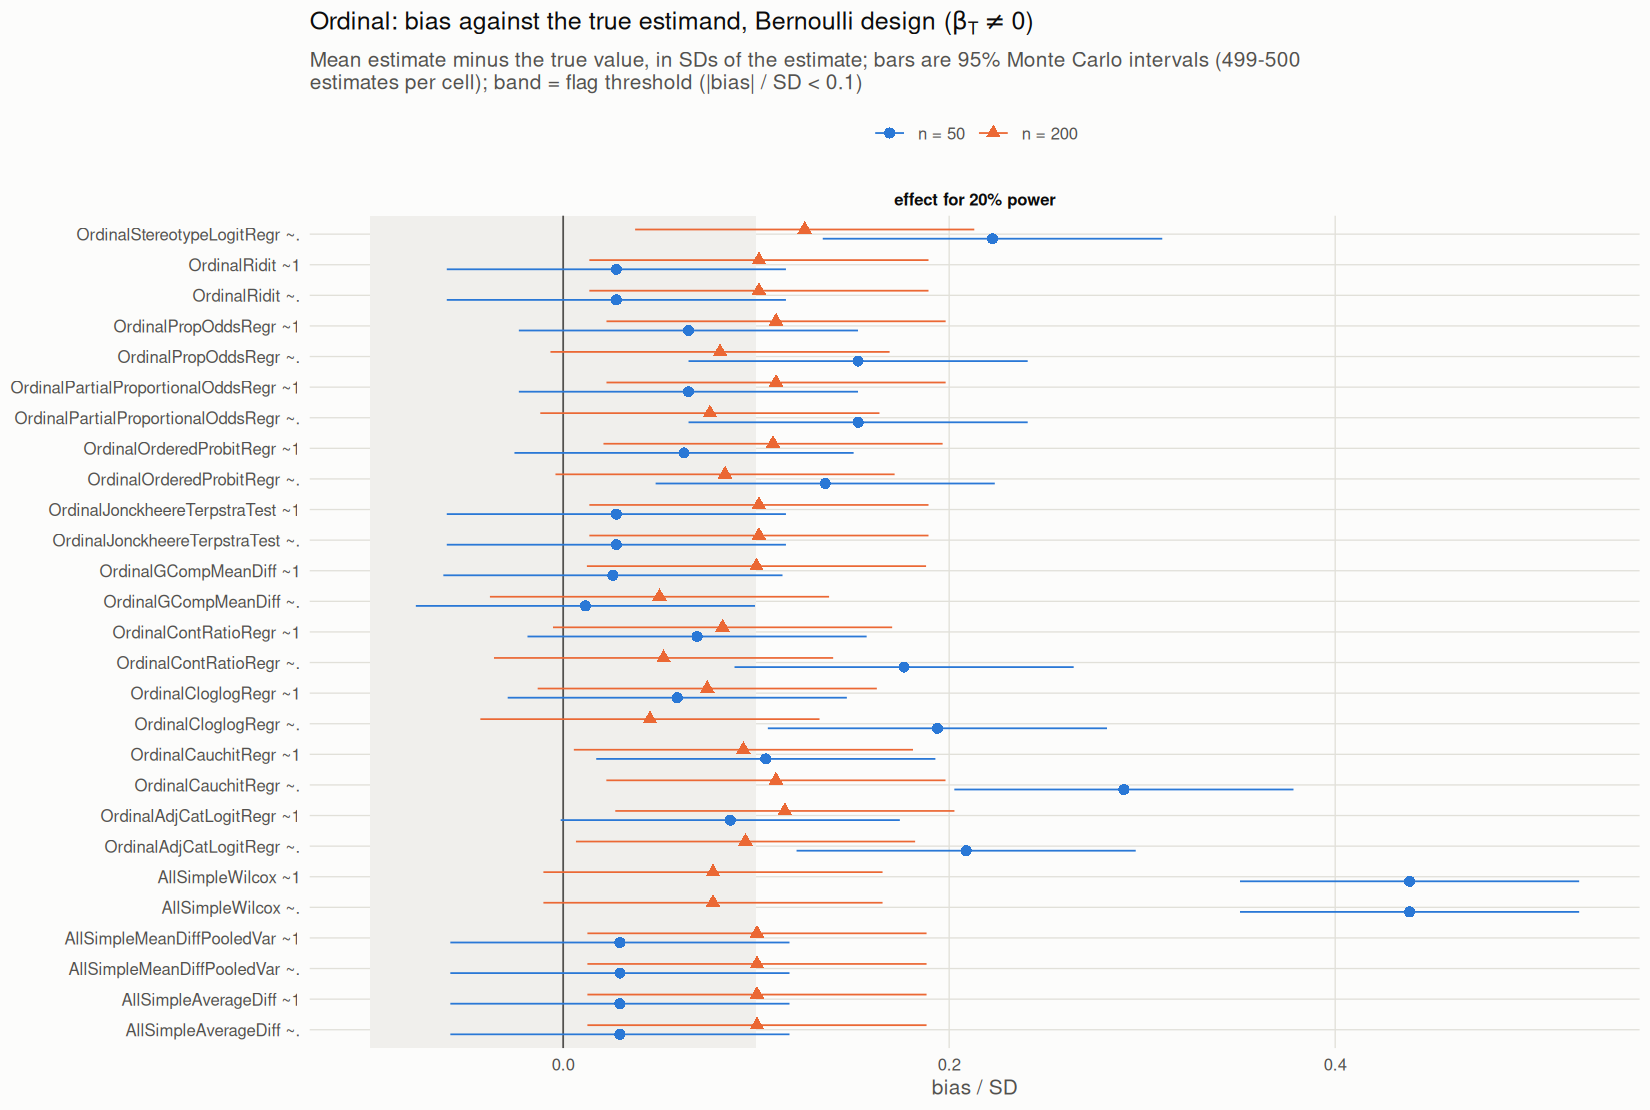 Ordinal: bias against the true estimand, Bernoulli design (βT ≠ 0)
Mean estimate minus the true value, in SDs of the estimate; bars are 95% Monte Carlo intervals (499-500
estimates per cell); band = flag threshold (|bias| / SD < 0.1)
n = 50 n = 200
effect for 20% power
OrdinalStereotypeLogitRegr ~.
OrdinalRidit ~1
OrdinalRidit ~.
OrdinalPropOddsRegr ~1
OrdinalPropOddsRegr ~.
OrdinalPartialProportionalOddsRegr ~1
OrdinalPartialProportionalOddsRegr ~.
OrdinalOrderedProbitRegr ~1
OrdinalOrderedProbitRegr ~.
OrdinalJonckheereTerpstraTest ~1
OrdinalJonckheereTerpstraTest ~.
OrdinalGCompMeanDiff ~1
OrdinalGCompMeanDiff ~.
OrdinalContRatioRegr ~1
OrdinalContRatioRegr ~.
OrdinalCloglogRegr ~1
OrdinalCloglogRegr ~.
OrdinalCauchitRegr ~1
OrdinalCauchitRegr ~.
OrdinalAdjCatLogitRegr ~1
OrdinalAdjCatLogitRegr ~.
AllSimpleWilcox ~1
AllSimpleWilcox ~.
AllSimpleMeanDiffPooledVar ~1
AllSimpleMeanDiffPooledVar ~.
AllSimpleAverageDiff ~1
AllSimpleAverageDiff ~.
0.0 0.2 0.4
bias / SD